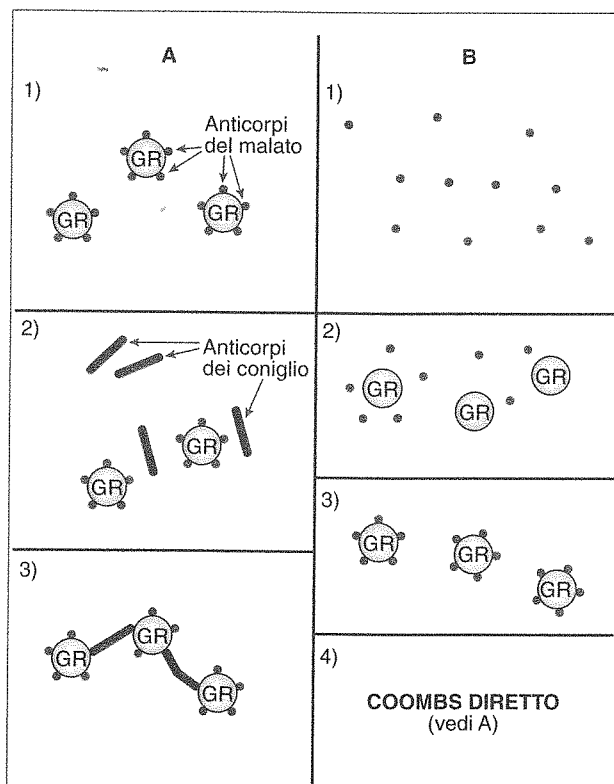 A
1)
Anticorpi
del malato
GR
GR
GR
2)
Anticorpi
dei coniglio
GR
GR
3)
GR
GR
GR
B
1)
2)
GR
GR
GR
3)
GR
GR
GR
4)
COOMBS DIRETTO
(vedi A)